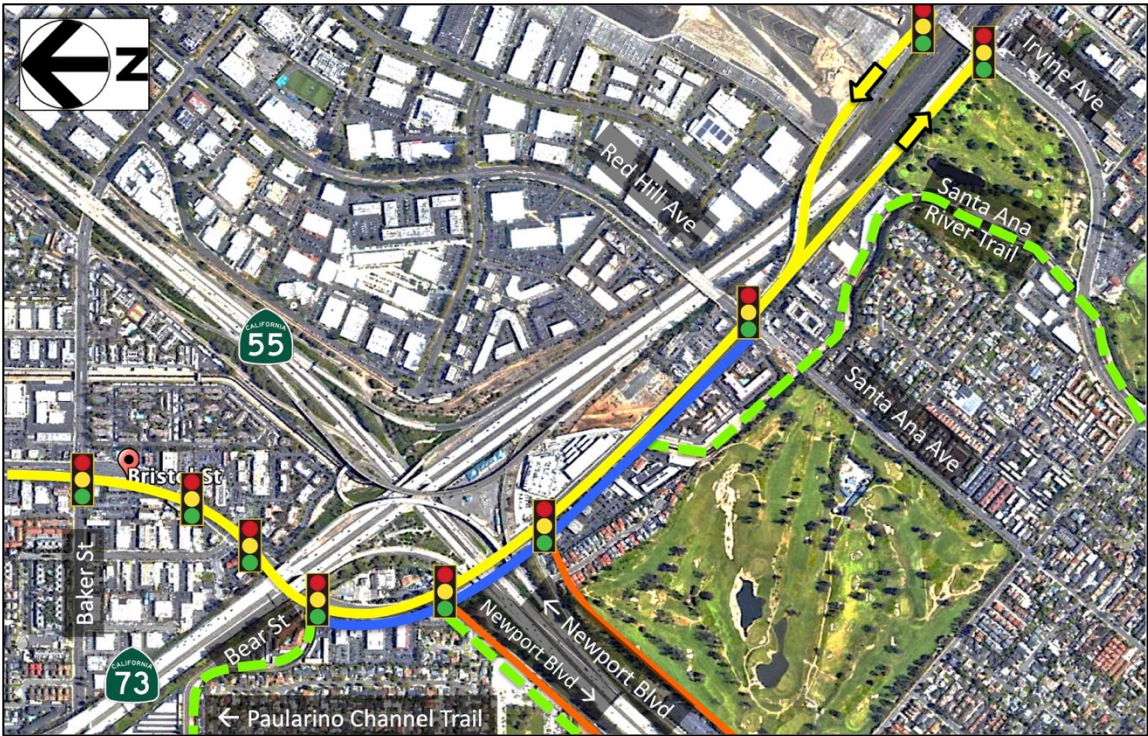 N
Irvine Ave
Red Hill Ave
Santa Ana
River Trail
CALIFORNIA
55
Santa Ana Ave
Bristol St
Baker St
Bear St
Newport Blvd →
← Newport Blvd
CALIFORNIA
73
← Paularino Channel Trail